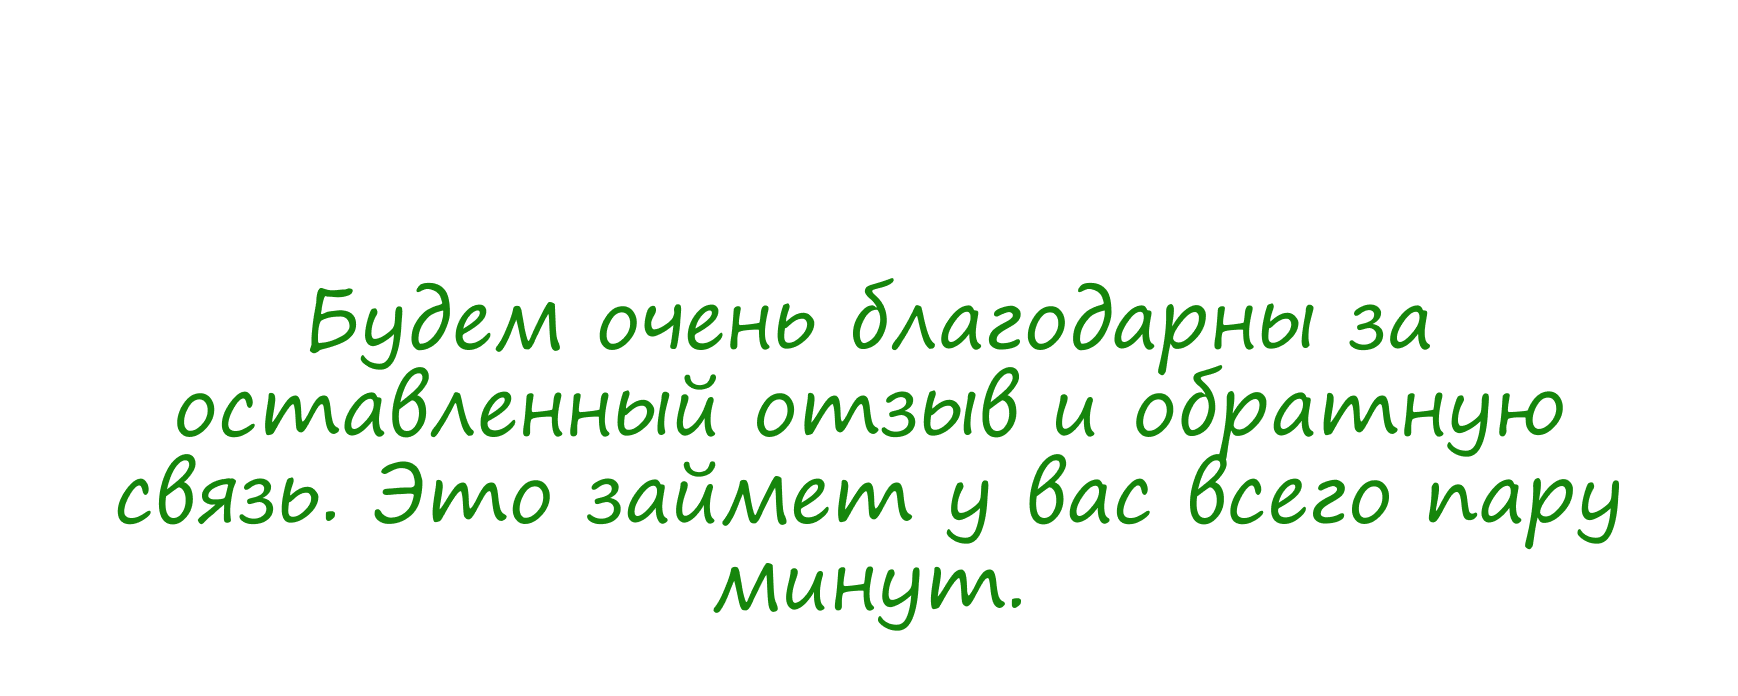 Будем очень благодарны за
оставленный отзыв и обратную
связь. Это займет у вас всего пару
минут.